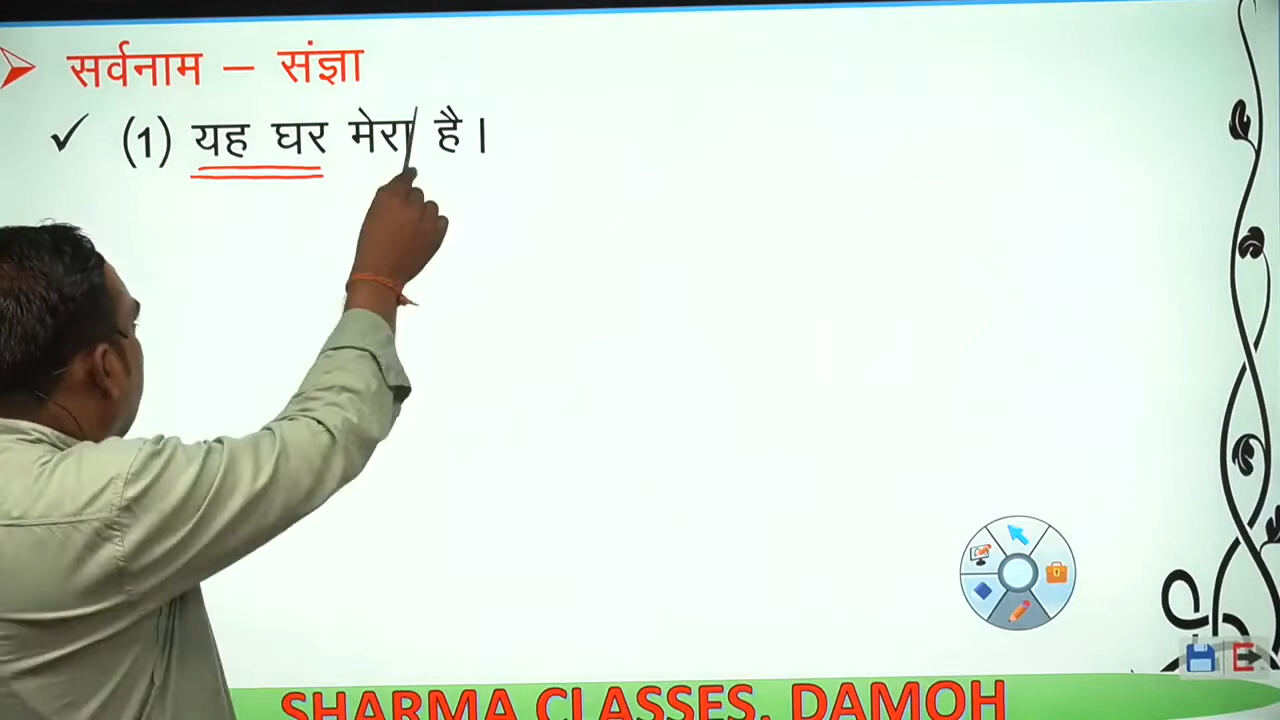 सर्वनाम – संज्ञा
(1) यह घर मेरा है।
SHARMA CLASSES, DAMOH